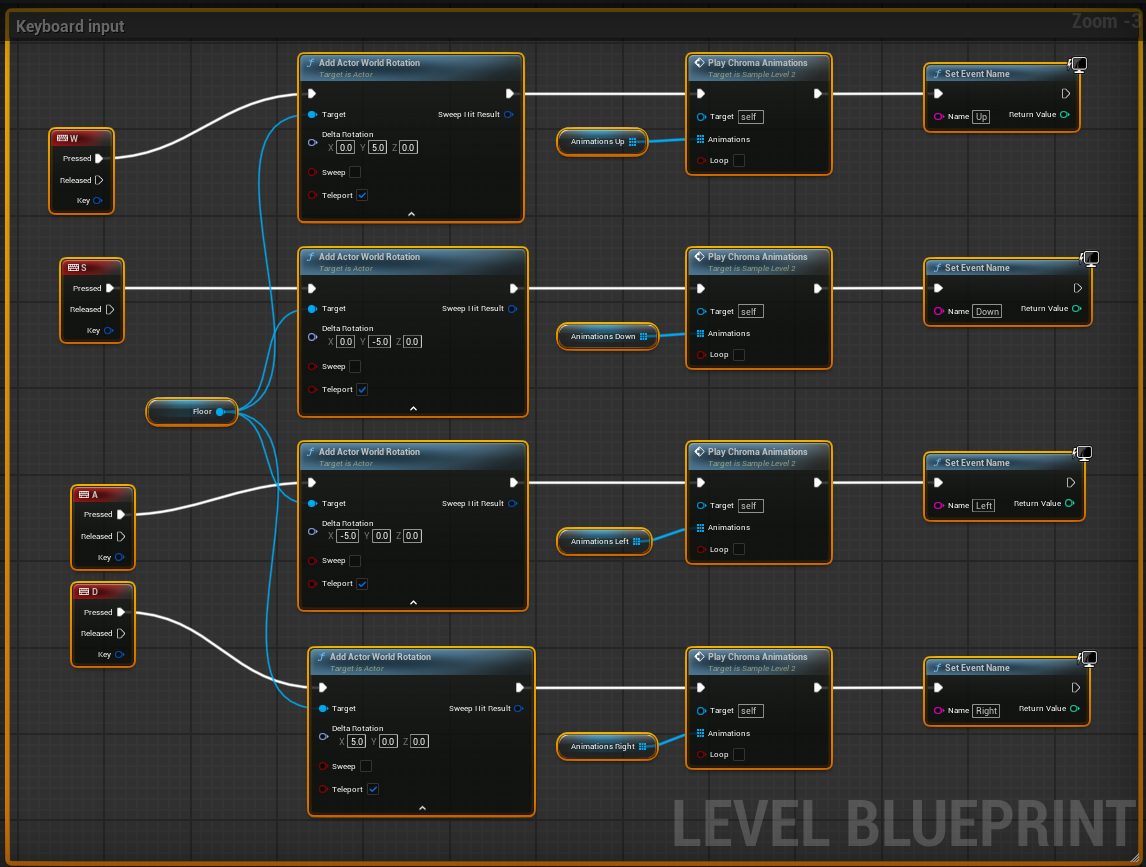 Keyboard input
Zoom -3
W
Pressed
Released
Key
Add Actor World Rotation
Target is Actor
Target
Sweep Hit Result
Delta Rotation
X 0.0 Y 5.0 Z 0.0
Sweep
Teleport
Animations Up
Play Chroma Animations
Target is Sample Level 2
Target self
Animations
Loop
Set Event Name
Name Up
Return Value
S
Pressed
Released
Key
Add Actor World Rotation
Target is Actor
Target
Sweep Hit Result
Delta Rotation
X 0.0 Y -5.0 Z 0.0
Sweep
Teleport
Animations Down
Play Chroma Animations
Target is Sample Level 2
Target self
Animations
Loop
Set Event Name
Name Down
Return Value
Floor
A
Pressed
Released
Key
Add Actor World Rotation
Target is Actor
Target
Sweep Hit Result
Delta Rotation
X -5.0 Y 0.0 Z 0.0
Sweep
Teleport
Animations Left
Play Chroma Animations
Target is Sample Level 2
Target self
Animations
Loop
Set Event Name
Name Left
Return Value
D
Pressed
Released
Key
Add Actor World Rotation
Target is Actor
Target
Sweep Hit Result
Delta Rotation
X 5.0 Y 0.0 Z 0.0
Sweep
Teleport
Animations Right
Play Chroma Animations
Target is Sample Level 2
Target self
Animations
Loop
Set Event Name
Name Right
Return Value
LEVEL BLUEPRINT